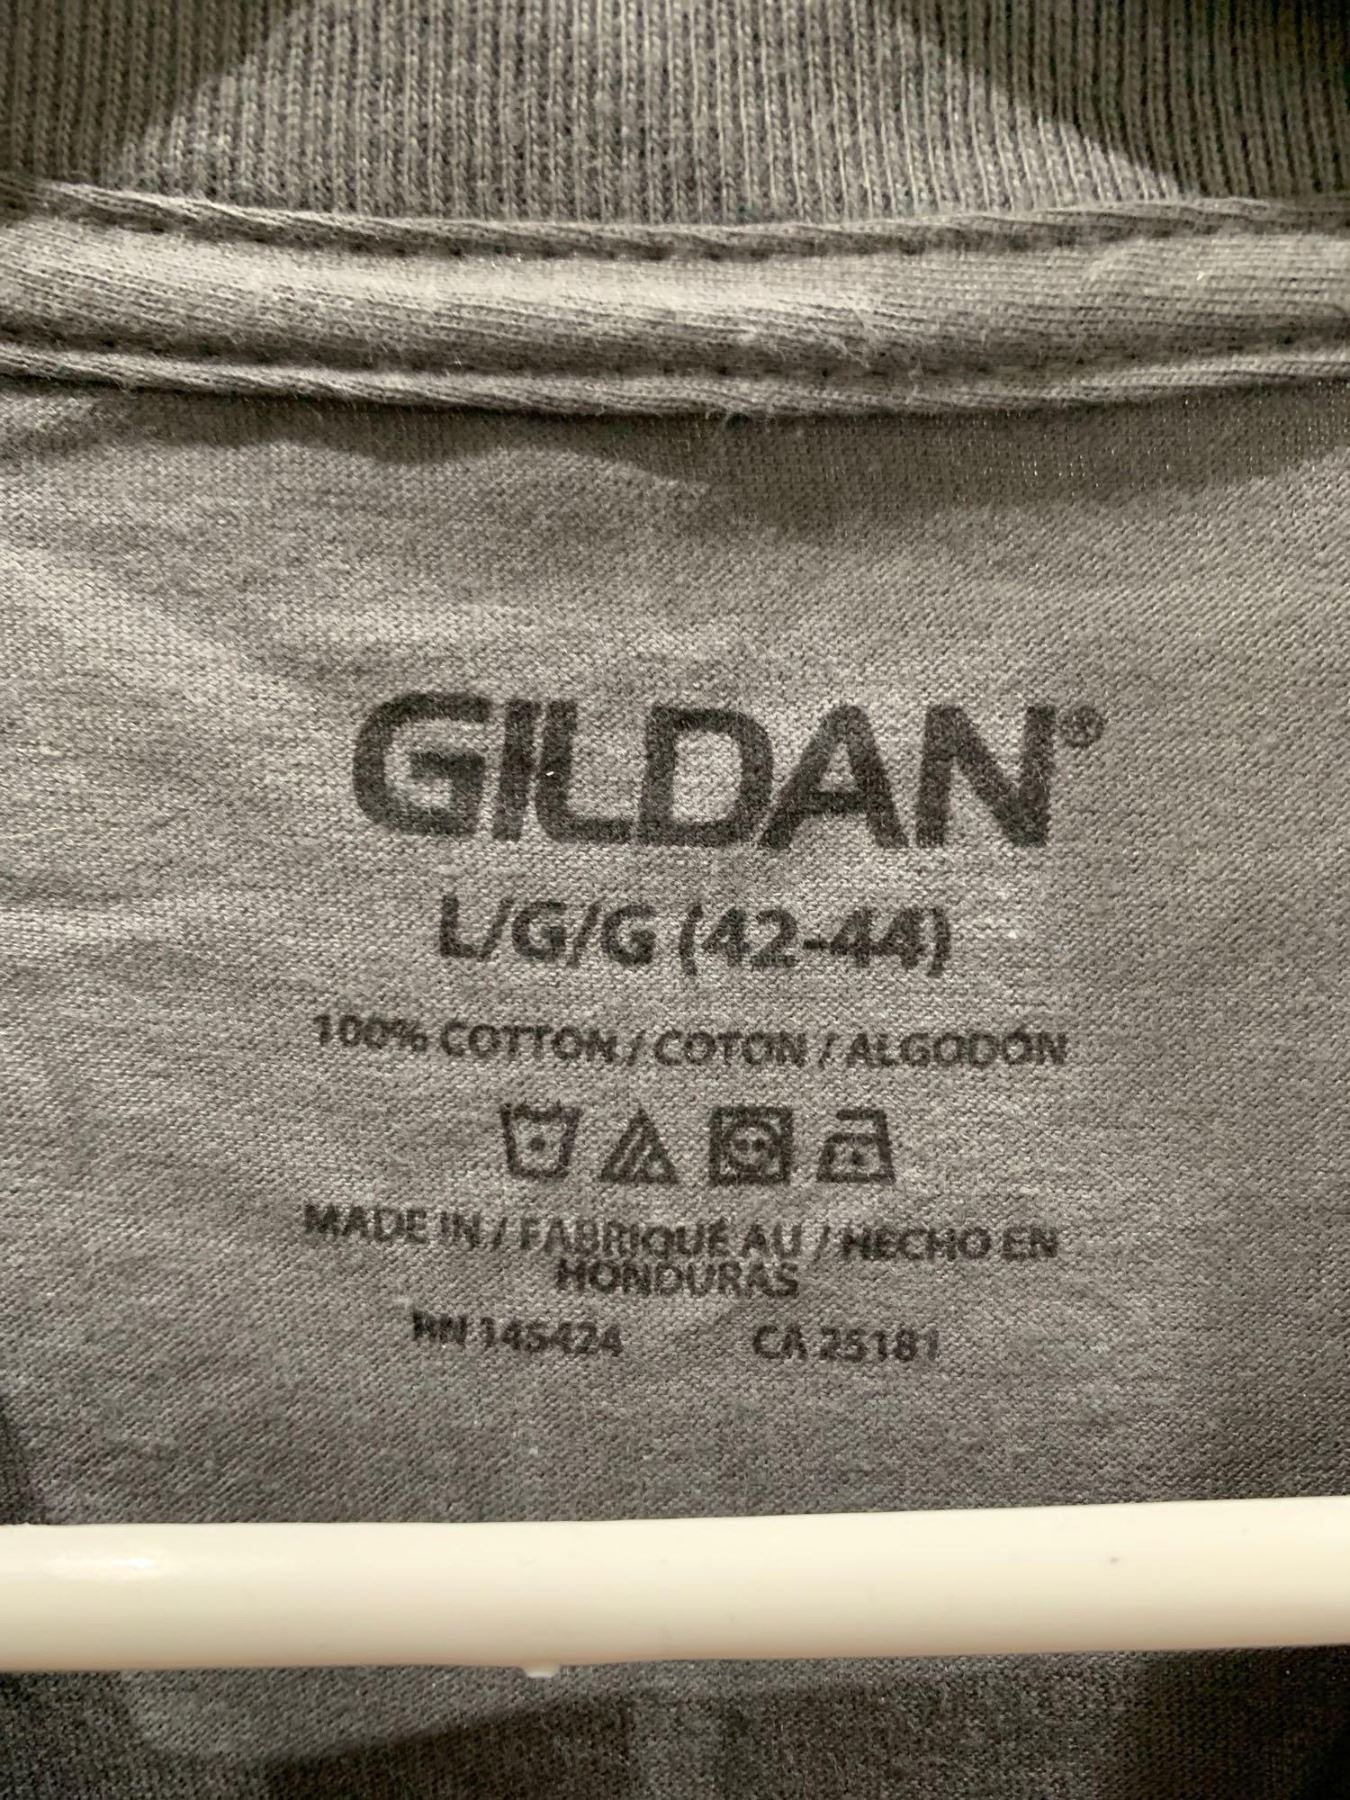 GILDAN®
L/G/G (42-44)
100% COTTON / COTON / ALGODÓN
MADE IN / FABRIQUÉ AU / HECHO EN
HONDURAS
RN 145424 CA 25181